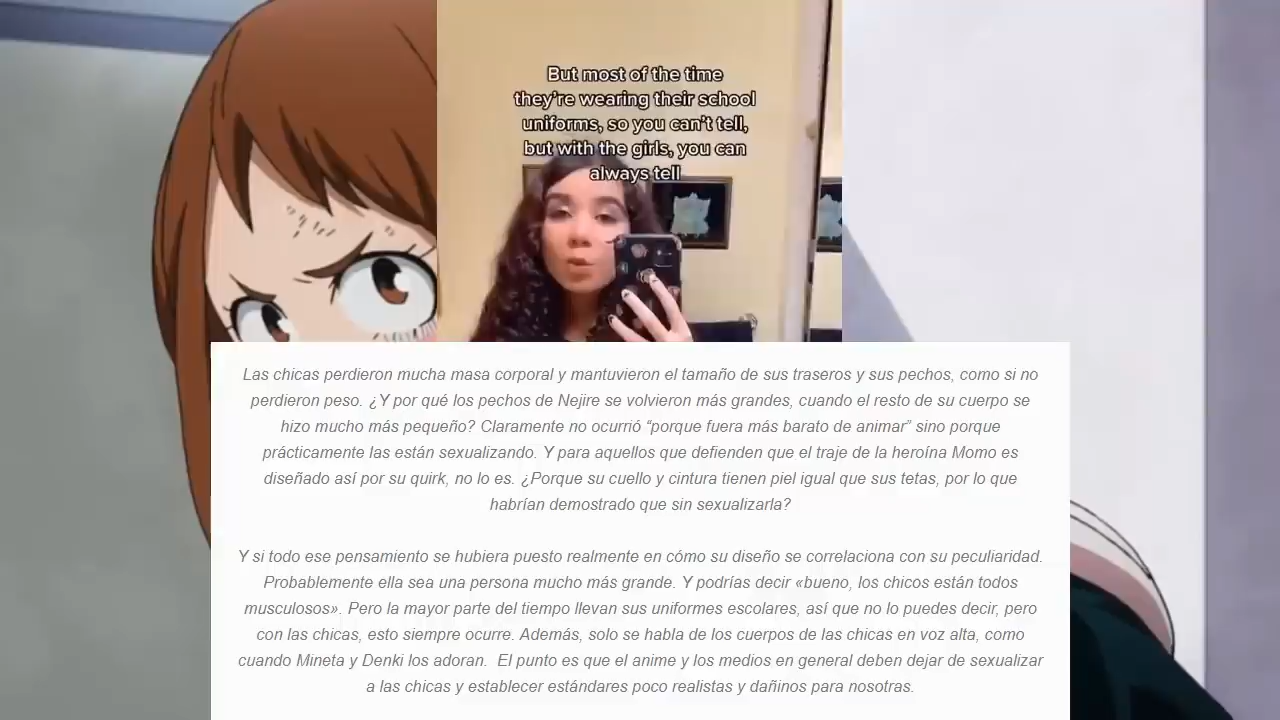 But most of the time
they're wearing their school
uniforms, so you can't tell,
but with the girls, you can
always tell
Las chicas perdieron mucha masa corporal y mantuvieron el tamaño de sus traseros y sus pechos, como si no
perdieron peso. ¿Y por qué los pechos de Nejire se volvieron más grandes, cuando el resto de su cuerpo se
hizo mucho más pequeño? Claramente no ocurrió “porque fuera más barato de animar” sino porque
prácticamente las están sexualizando. Y para aquellos que defienden que el traje de la heroína Momo es
diseñado así por su quirk, no lo es. ¿Porque su cuello y cintura tienen piel igual que sus tetas, por lo que
habrían demostrado que sin sexualizarla?
Y si todo ese pensamiento se hubiera puesto realmente en cómo su diseño se correlaciona con su peculiaridad.
Probablemente ella sea una persona mucho más grande. Y podrías decir «bueno, los chicos están todos
musculosos». Pero la mayor parte del tiempo llevan sus uniformes escolares, así que no lo puedes decir, pero
con las chicas, esto siempre ocurre. Además, solo se habla de los cuerpos de las chicas en voz alta, como
cuando Mineta y Denki los adoran.  El punto es que el anime y los medios en general deben dejar de sexualizar
a las chicas y establecer estándares poco realistas y dañinos para nosotras.